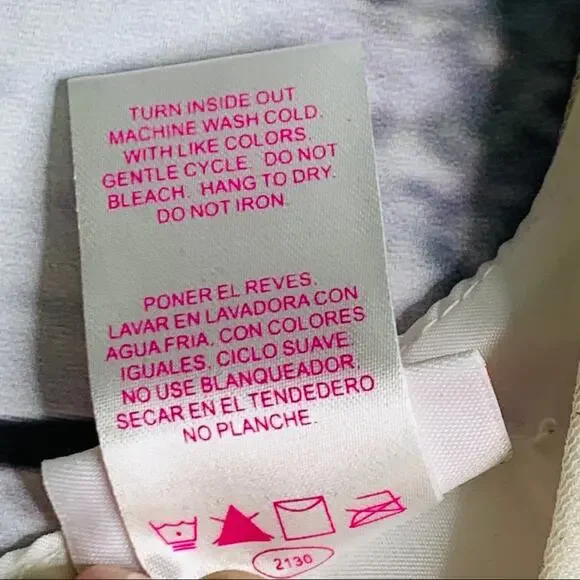 TURN INSIDE OUT
MACHINE WASH COLD.
WITH LIKE COLORS.
GENTLE CYCLE. DO NOT
BLEACH. HANG TO DRY.
DO NOT IRON.
PONER EL REVES.
LAVAR EN LAVADORA CON
AGUA FRIA, CON COLORES
IGUALES, CICLO SUAVE.
NO USE BLANQUEADOR.
SECAR EN EL TENDEDERO
NO PLANCHE.
2130